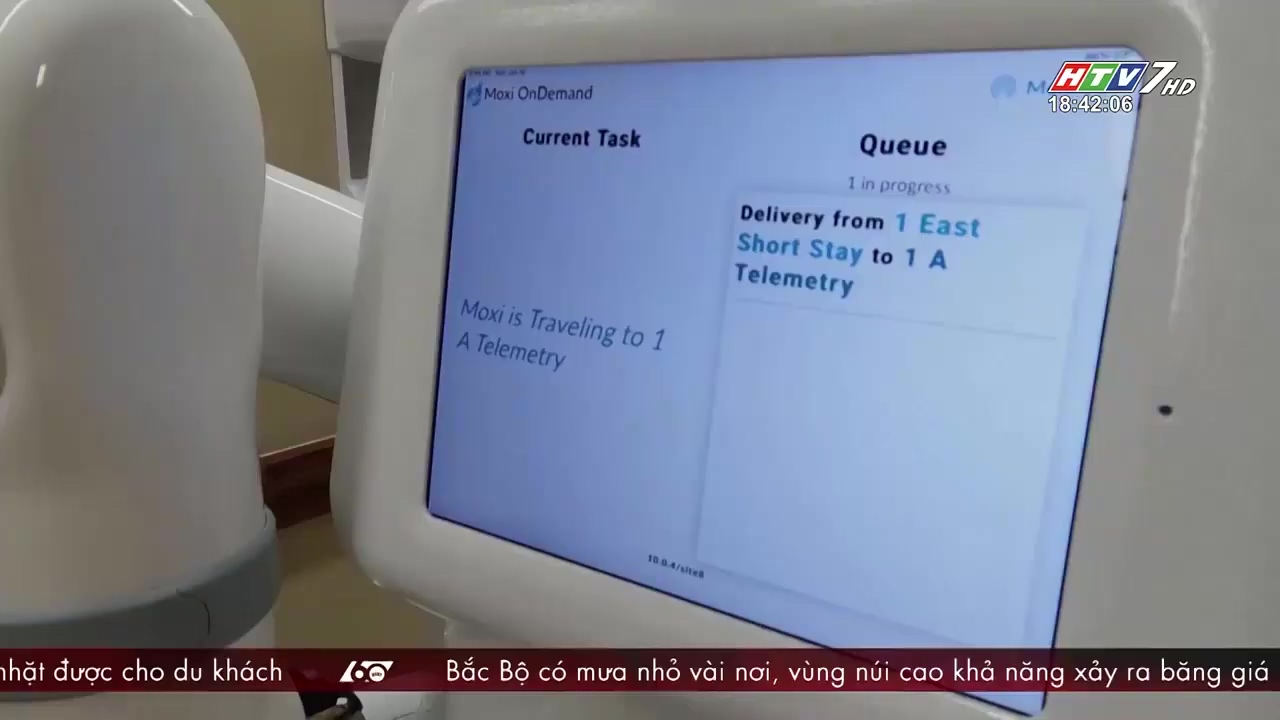 Moxi OnDemand
HTV7 HD
18:42:06
Current Task
Moxi is Traveling to 1
A Telemetry
Queue
1 in progress
Delivery from 1 East
Short Stay to 1 A
Telemetry
10.0.4/site8
nhặt được cho du khách 60 giây Bắc Bộ có mưa nhỏ vài nơi, vùng núi cao khả năng xảy ra băng giá